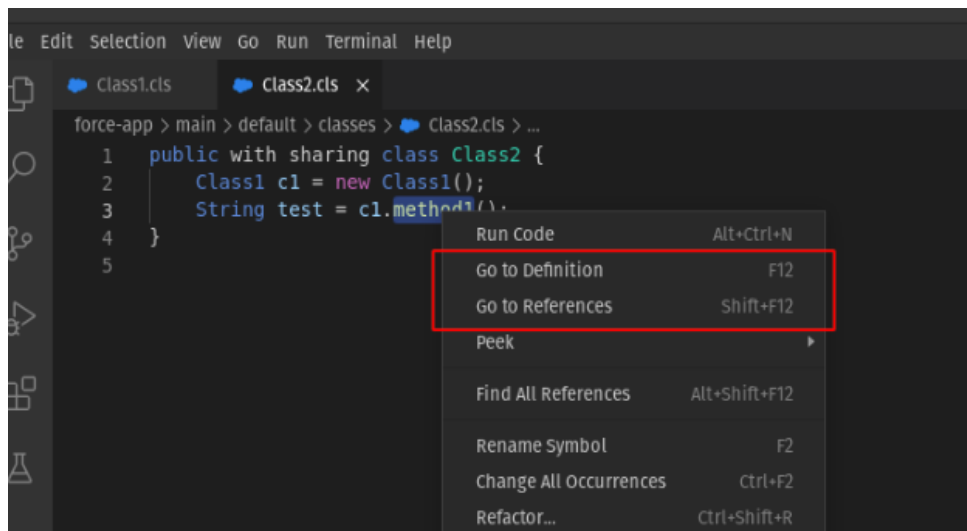 le Edit Selection View Go Run Terminal Help
Class1.cls Class2.cls ×
force-app > main > default > classes > Class2.cls > ...
1 public with sharing class Class2 {
2 Class1 c1 = new Class1();
3 String test = c1.method1();
4 }
5
Run Code Alt+Ctrl+N
Go to Definition F12
Go to References Shift+F12
Peek
Find All References Alt+Shift+F12
Rename Symbol F2
Change All Occurrences Ctrl+F2
Refactor... Ctrl+Shift+R